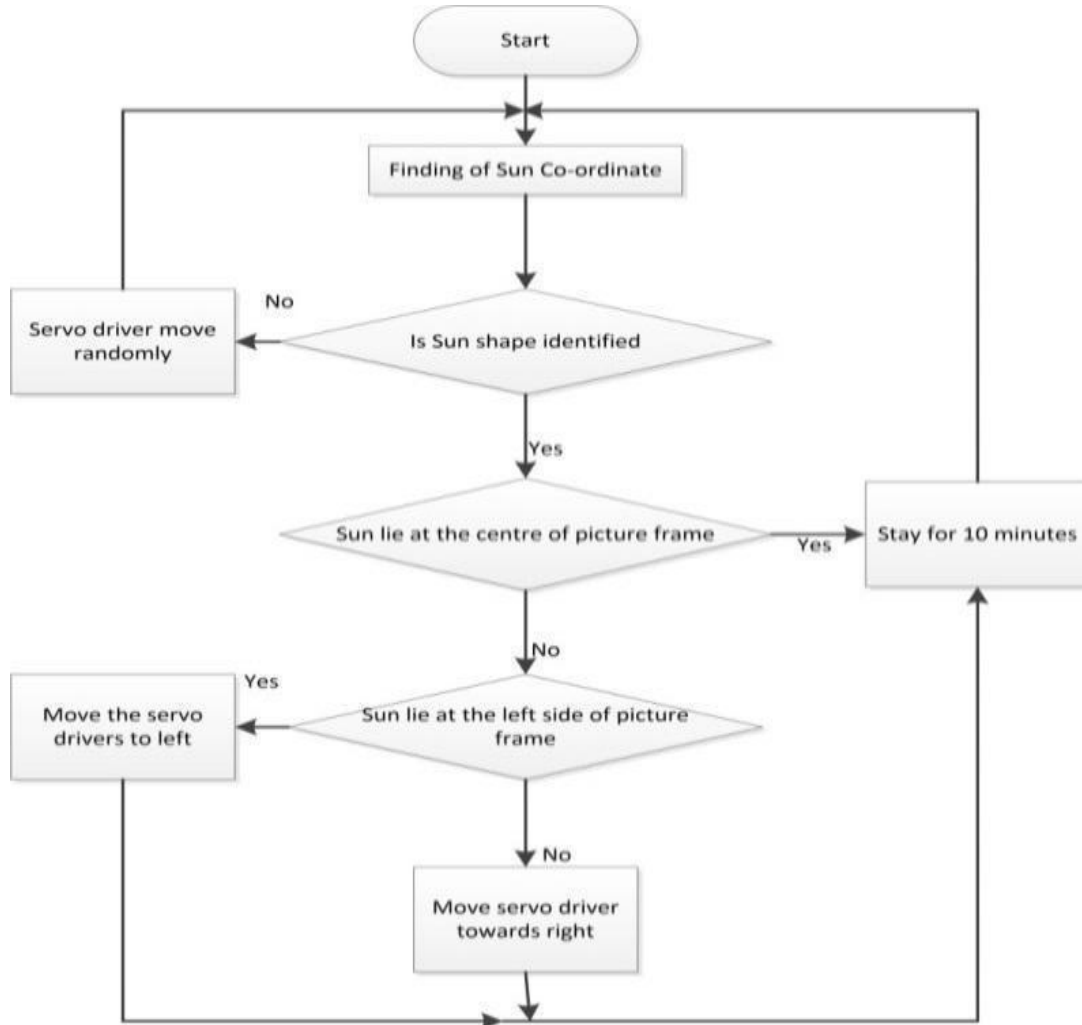 Start
Finding of Sun Co-ordinate
No
Servo driver move
randomly
Is Sun shape identified
Yes
Sun lie at the centre of picture frame
Yes
Stay for 10 minutes
No
Yes
Move the servo
drivers to left
Sun lie at the left side of picture
frame
No
Move servo driver
towards right